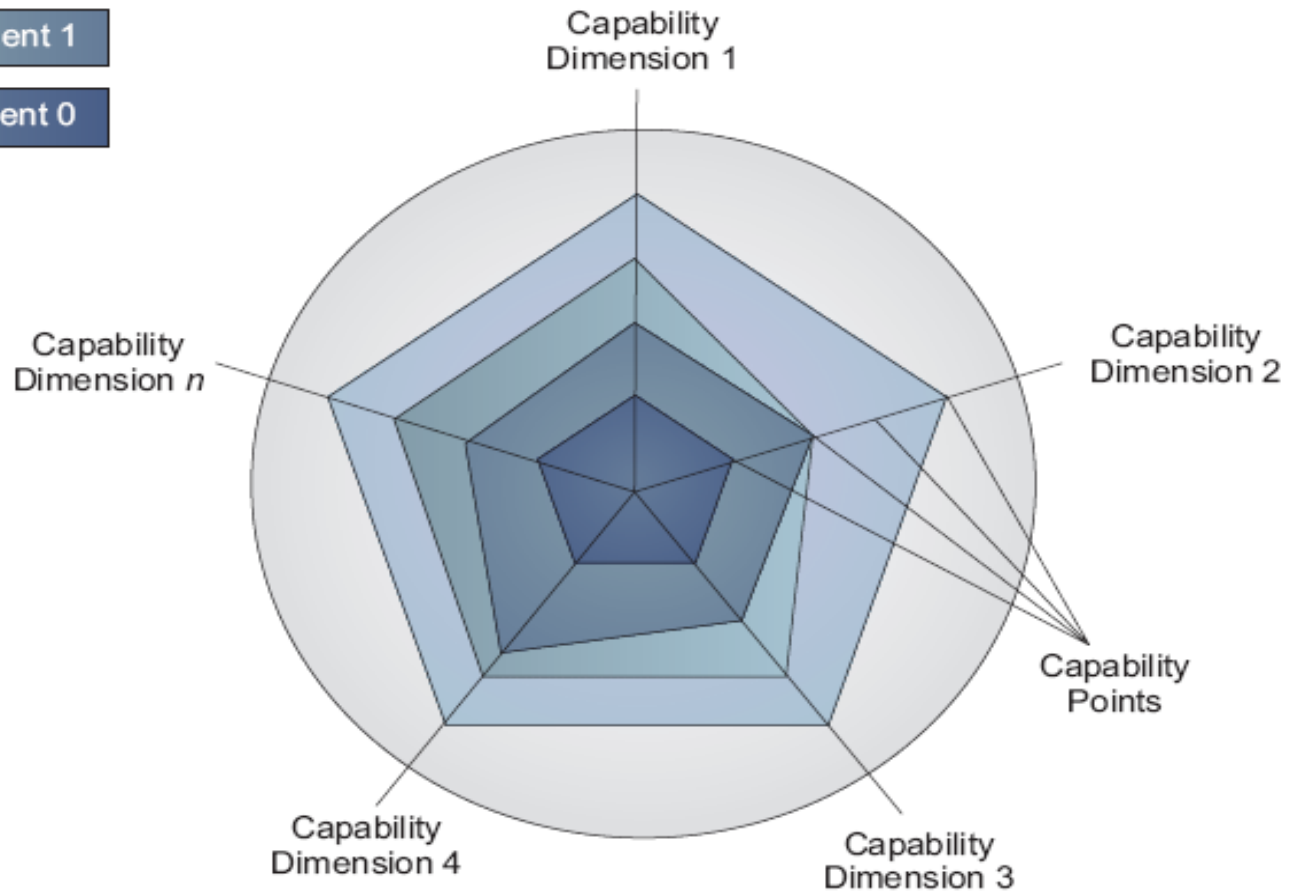 ent 1
ent 0
Capability
Dimension 1
Capability
Dimension n
Capability
Dimension 2
Capability
Points
Capability
Dimension 4
Capability
Dimension 3